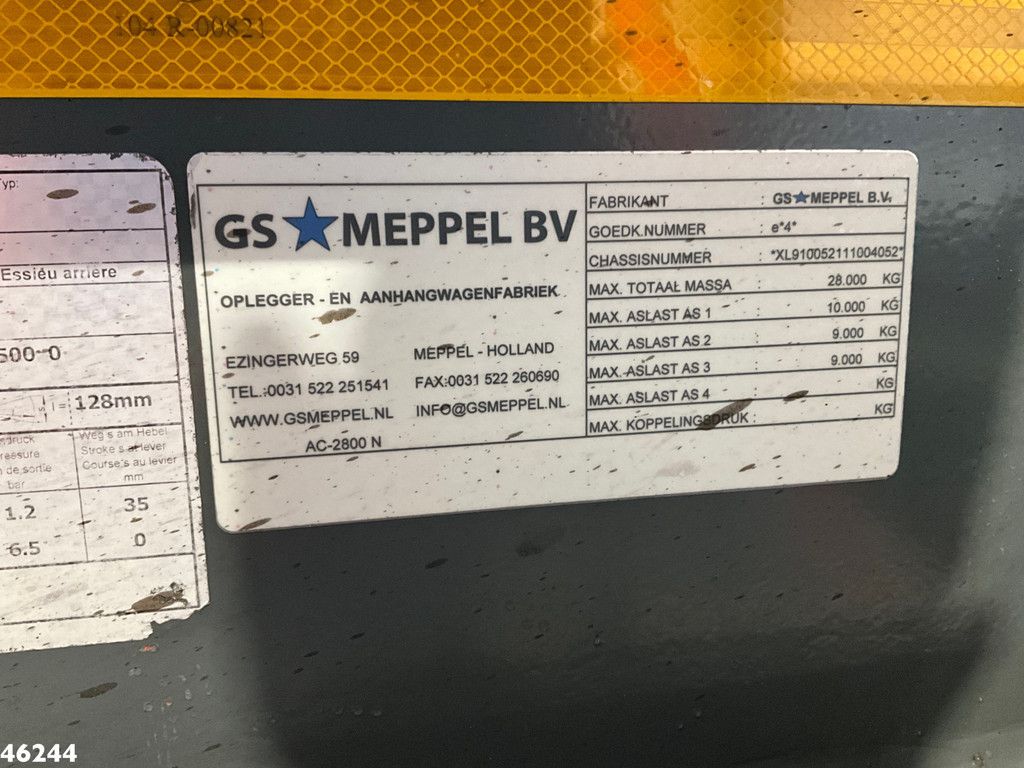 104 R-00821
Typ:
Essieu arrière
500-0
l = 128mm
Weg s am Hebel
Stroke s at lever
Course s au levier
mm
de sortie
bar
1.2 35
6.5 0
GS MEPPEL BV
OPLEGGER - EN AANHANGWAGENFABRIEK
EZINGERWEG 59 MEPPEL - HOLLAND
TEL.:0031 522 251541 FAX:0031 522 260690
WWW.GSMEPPEL.NL INFO@GSMEPPEL.NL
AC-2800 N
FABRIKANT : GS MEPPEL B.V.
GOEDK.NUMMER : e*4*
CHASSISNUMMER : *XL910052111004052*
MAX. TOTAAL MASSA : 28.000 KG
MAX. ASLAST AS 1 : 10.000 KG
MAX. ASLAST AS 2 : 9.000 KG
MAX. ASLAST AS 3 : 9.000 KG
MAX. ASLAST AS 4 : KG
MAX. KOPPELINGSDRUK : KG
46244